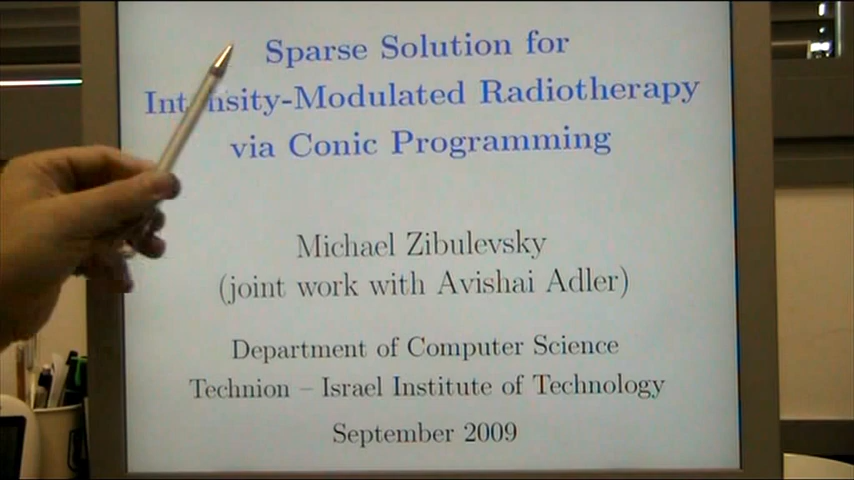 Sparse Solution for
Intensity-Modulated Radiotherapy
via Conic Programming
Michael Zibulevsky
(joint work with Avishai Adler)
Department of Computer Science
Technion – Israel Institute of Technology
September 2009